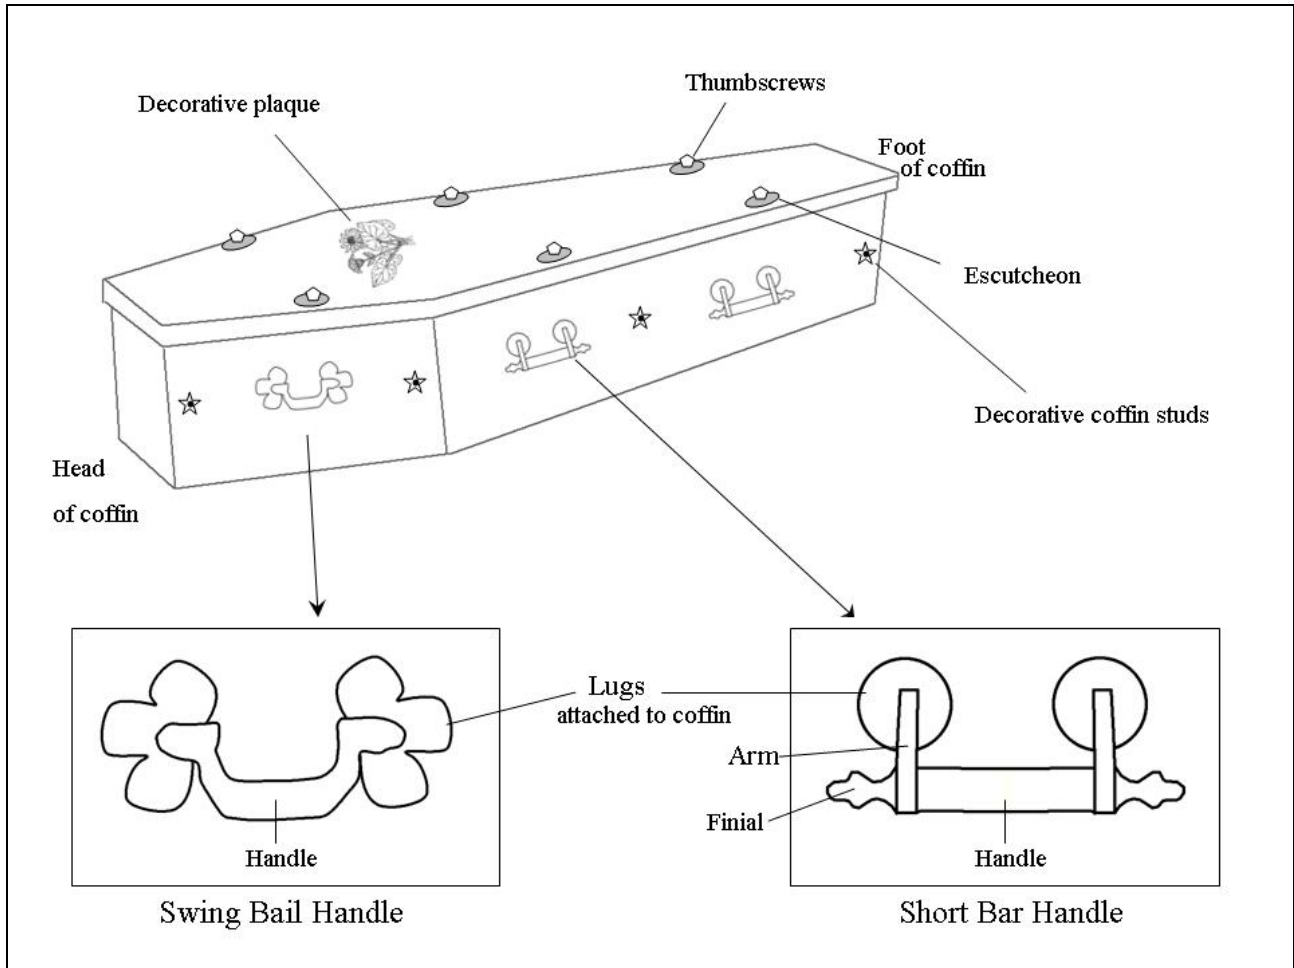 Thumbscrews
Decorative plaque
Foot
of coffin
Escutcheon
Decorative coffin studs
Head
of coffin
Lugs
attached to coffin
Arm
Finial
Handle
Handle
Swing Bail Handle
Short Bar Handle